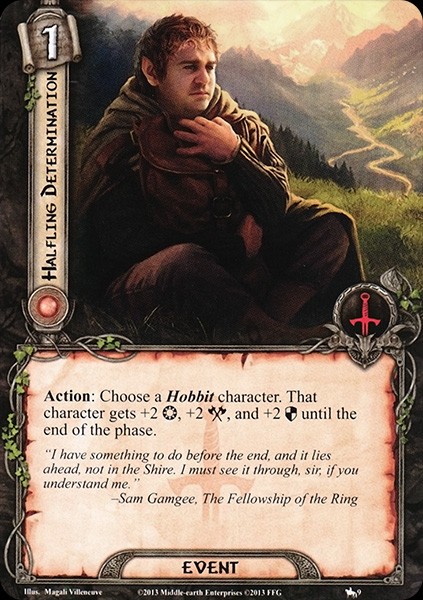 1
HALFLING DETERMINATION
Action: Choose a Hobbit character. That
character gets +2 , +2 , and +2 until the
end of the phase.
“I have something to do before the end, and it lies
ahead, not in the Shire. I must see it through, sir, if you
understand me.”
–Sam Gamgee, The Fellowship of the Ring
EVENT
Illus. Magali Villeneuve
©2013 Middle-earth Enterprises ©2013 FFG
9